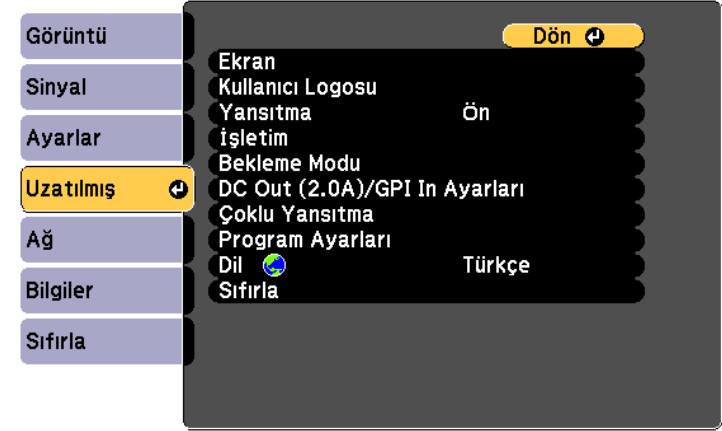 Görüntü
Sinyal
Ayarlar
Uzatılmış
Ağ
Bilgiler
Sıfırla
Dön
Ekran
Kullanıcı Logosu
Yansıtma Ön
İşletim
Bekleme Modu
DC Out (2.0A)/GPI In Ayarları
Çoklu Yansıtma
Program Ayarları
Dil Türkçe
Sıfırla